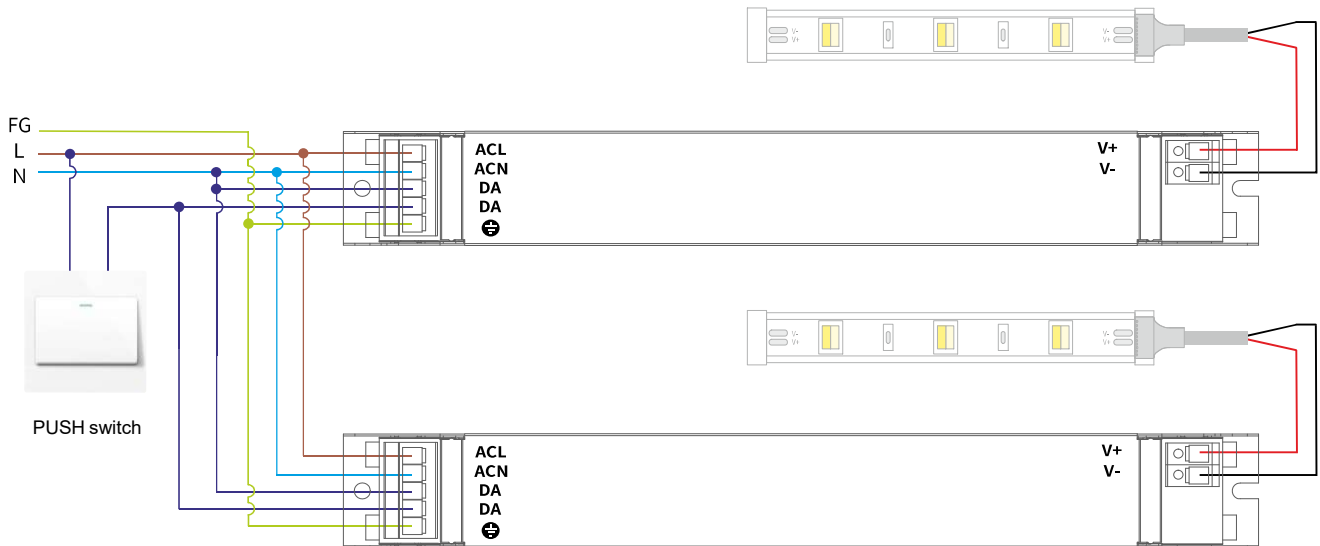 V-
V+
V-
V+
FG
L
N
ACL
ACN
DA
DA
V+
V-
PUSH switch
V-
V+
V-
V+
ACL
ACN
DA
DA
V+
V-